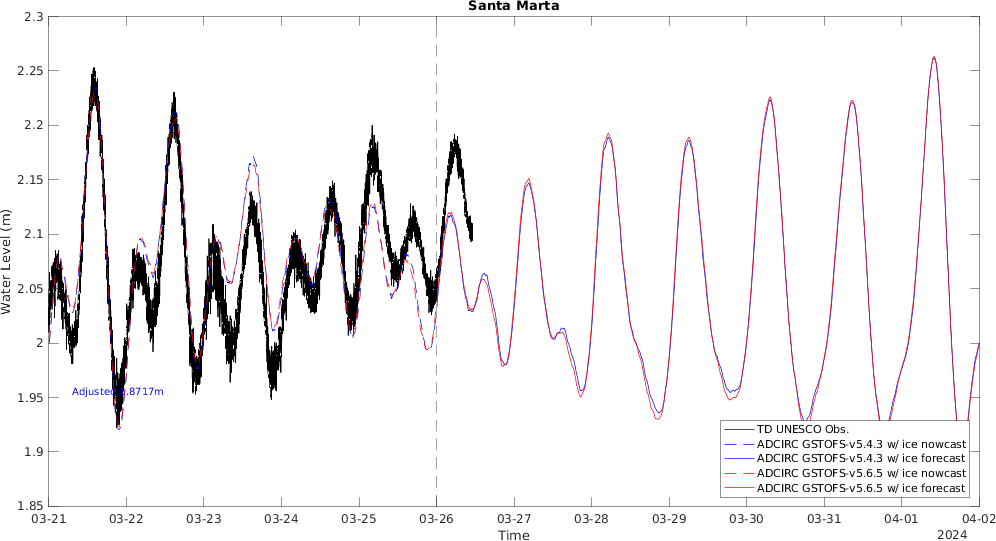 Santa Marta
Water Level (m)
2.3
2.25
2.2
2.15
2.1
2.05
2
1.95
1.9
1.85
.8717m
TD UNESCO Obs.
ADCIRC GSTOFS-v5.4.3 w/ ice nowcast
ADCIRC GSTOFS-v5.4.3 w/ ice forecast
ADCIRC GSTOFS-v5.6.5 w/ ice nowcast
ADCIRC GSTOFS-v5.6.5 w/ ice forecast
03-21 03-22 03-23 03-24 03-25 03-26 03-27 03-28 03-29 03-30 03-31 04-01 04-02
Time
2024